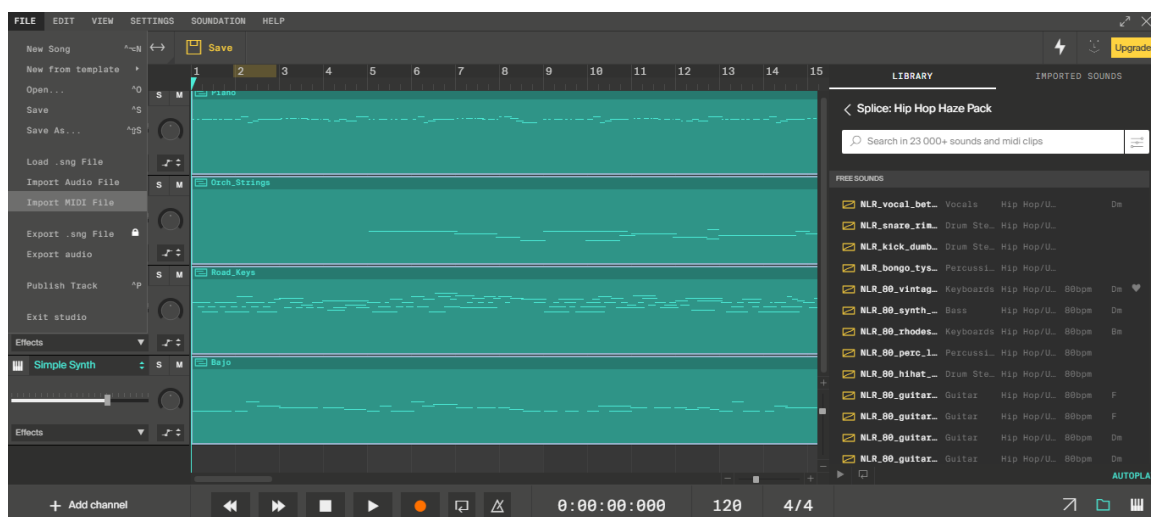 FILE EDIT VIEW SETTINGS SOUNDATION HELP
New Song ^⌥N
New from template
Open... ^O
Save ^S
Save As... ^⇧S
Load .sng File
Import Audio File
Import MIDI File
Export .sng File
Export audio
Publish Track ^P
Exit studio
Save
Upgrade
1 2 3 4 5 6 7 8 9 10 11 12 13 14 15
S M Piano
S M Orch_Strings
S M Road_Keys
Effects
Simple Synth S M Bajo
Effects
LIBRARY IMPORTED SOUNDS
Splice: Hip Hop Haze Pack
Search in 23 000+ sounds and midi clips
FREE SOUNDS
NLR_vocal_bet… Vocals Hip Hop/U… Dm
NLR_snare_rim… Drum Ste… Hip Hop/U…
NLR_kick_dumb… Drum Ste… Hip Hop/U…
NLR_bongo_tys… Percussi… Hip Hop/U…
NLR_80_vintag… Keyboards Hip Hop/U… 80bpm Dm
NLR_80_synth_… Bass Hip Hop/U… 80bpm Dm
NLR_80_rhodes… Keyboards Hip Hop/U… 80bpm Bm
NLR_80_perc_l… Percussi… Hip Hop/U… 80bpm
NLR_80_hihat_… Drum Ste… Hip Hop/U… 80bpm
NLR_80_guitar… Guitar Hip Hop/U… 80bpm F
NLR_80_guitar… Guitar Hip Hop/U… 80bpm F
NLR_80_guitar… Guitar Hip Hop/U… 80bpm Dm
NLR_80_guitar… Guitar Hip Hop/U… 80bpm Dm
AUTOPLA
+ Add channel 0:00:00:000 120 4/4